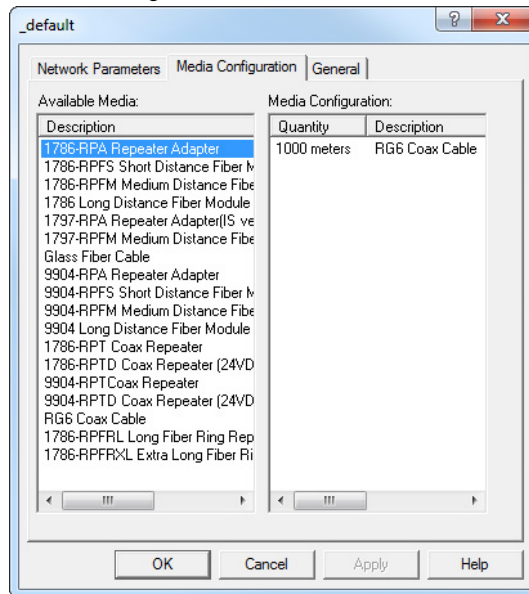 _default
Network Parameters Media Configuration General
Available Media:
Description
1786-RPA Repeater Adapter
1786-RPFS Short Distance Fiber M
1786-RPFM Medium Distance Fibe
1786 Long Distance Fiber Module
1797-RPA Repeater Adapter(IS ve
1797-RPFM Medium Distance Fibe
Glass Fiber Cable
9904-RPA Repeater Adapter
9904-RPFS Short Distance Fiber M
9904-RPFM Medium Distance Fibe
9904 Long Distance Fiber Module
1786-RPT Coax Repeater
1786-RPTD Coax Repeater (24VD
9904-RPTCoax Repeater
9904-RPTD Coax Repeater (24VD
RG6 Coax Cable
1786-RPFRL Long Fiber Ring Rep
1786-RPFRXL Extra Long Fiber Ri
Media Configuration:
Quantity Description
1000 meters RG6 Coax Cable
OK Cancel Apply Help